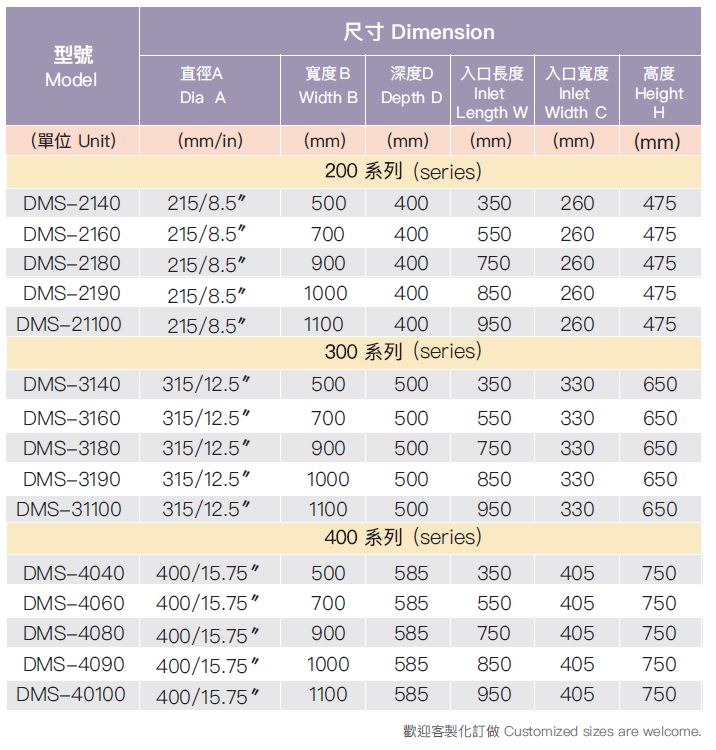 型號
Model
尺寸 Dimension
直徑A
Dia A
寬度B
Width B
深度D
Depth D
入口長度
Inlet
Length W
入口寬度
Inlet
Width C
高度
Height
H
(單位 Unit) (mm/in) (mm) (mm) (mm) (mm) (mm)
200 系列 (series)
DMS-2140 215/8.5〞 500 400 350 260 475
DMS-2160 215/8.5〞 700 400 550 260 475
DMS-2180 215/8.5〞 900 400 750 260 475
DMS-2190 215/8.5〞 1000 400 850 260 475
DMS-21100 215/8.5〞 1100 400 950 260 475
300 系列 (series)
DMS-3140 315/12.5〞 500 500 350 330 650
DMS-3160 315/12.5〞 700 500 550 330 650
DMS-3180 315/12.5〞 900 500 750 330 650
DMS-3190 315/12.5〞 1000 500 850 330 650
DMS-31100 315/12.5〞 1100 500 950 330 650
400 系列 (series)
DMS-4040 400/15.75〞 500 585 350 405 750
DMS-4060 400/15.75〞 700 585 550 405 750
DMS-4080 400/15.75〞 900 585 750 405 750
DMS-4090 400/15.75〞 1000 585 850 405 750
DMS-40100 400/15.75〞 1100 585 950 405 750
歡迎客製化訂做 Customized sizes are welcome.